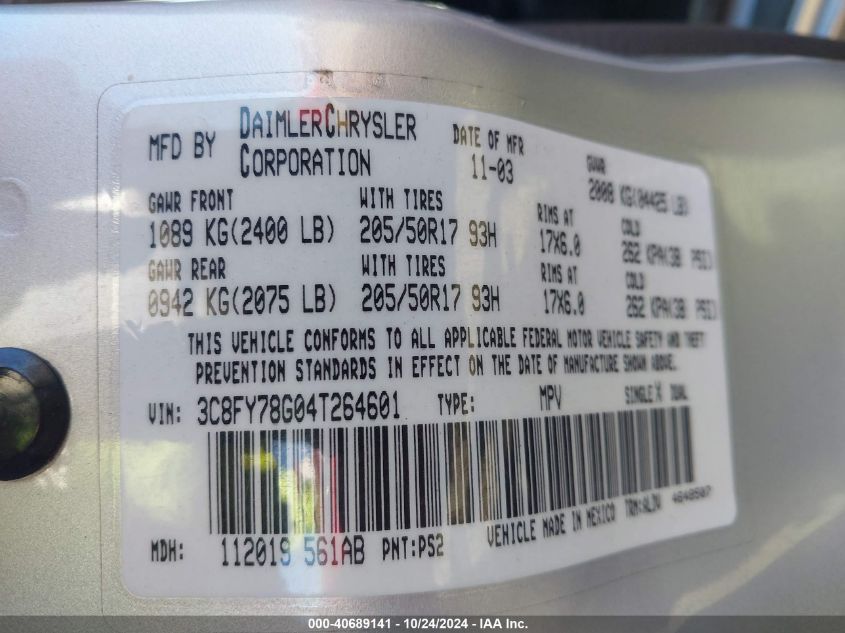 MFD BY DAIMLERCHRYSLER CORPORATION
DATE OF MFR 11-03
GVWR 2008 KG(04425 LB)
GAWR FRONT WITH TIRES RIMS AT COLD
1089 KG(2400 LB) 205/50R17 93H 17X6.0 262 KPA(38 PSI)
GAWR REAR WITH TIRES RIMS AT COLD
0942 KG(2075 LB) 205/50R17 93H 17X6.0 262 KPA(38 PSI)
THIS VEHICLE CONFORMS TO ALL APPLICABLE FEDERAL MOTOR VEHICLE SAFETY AND THEFT
PREVENTION STANDARDS IN EFFECT ON THE DATE OF MANUFACTURE SHOWN ABOVE.
VIN: 3C8FY78G04T264601 TYPE: MPV SINGLE X DUAL
MDH: 112019 561AB PNT:PS2 VEHICLE MADE IN MEXICO
000-40689141 / 10/24/2024 - IAA Inc.